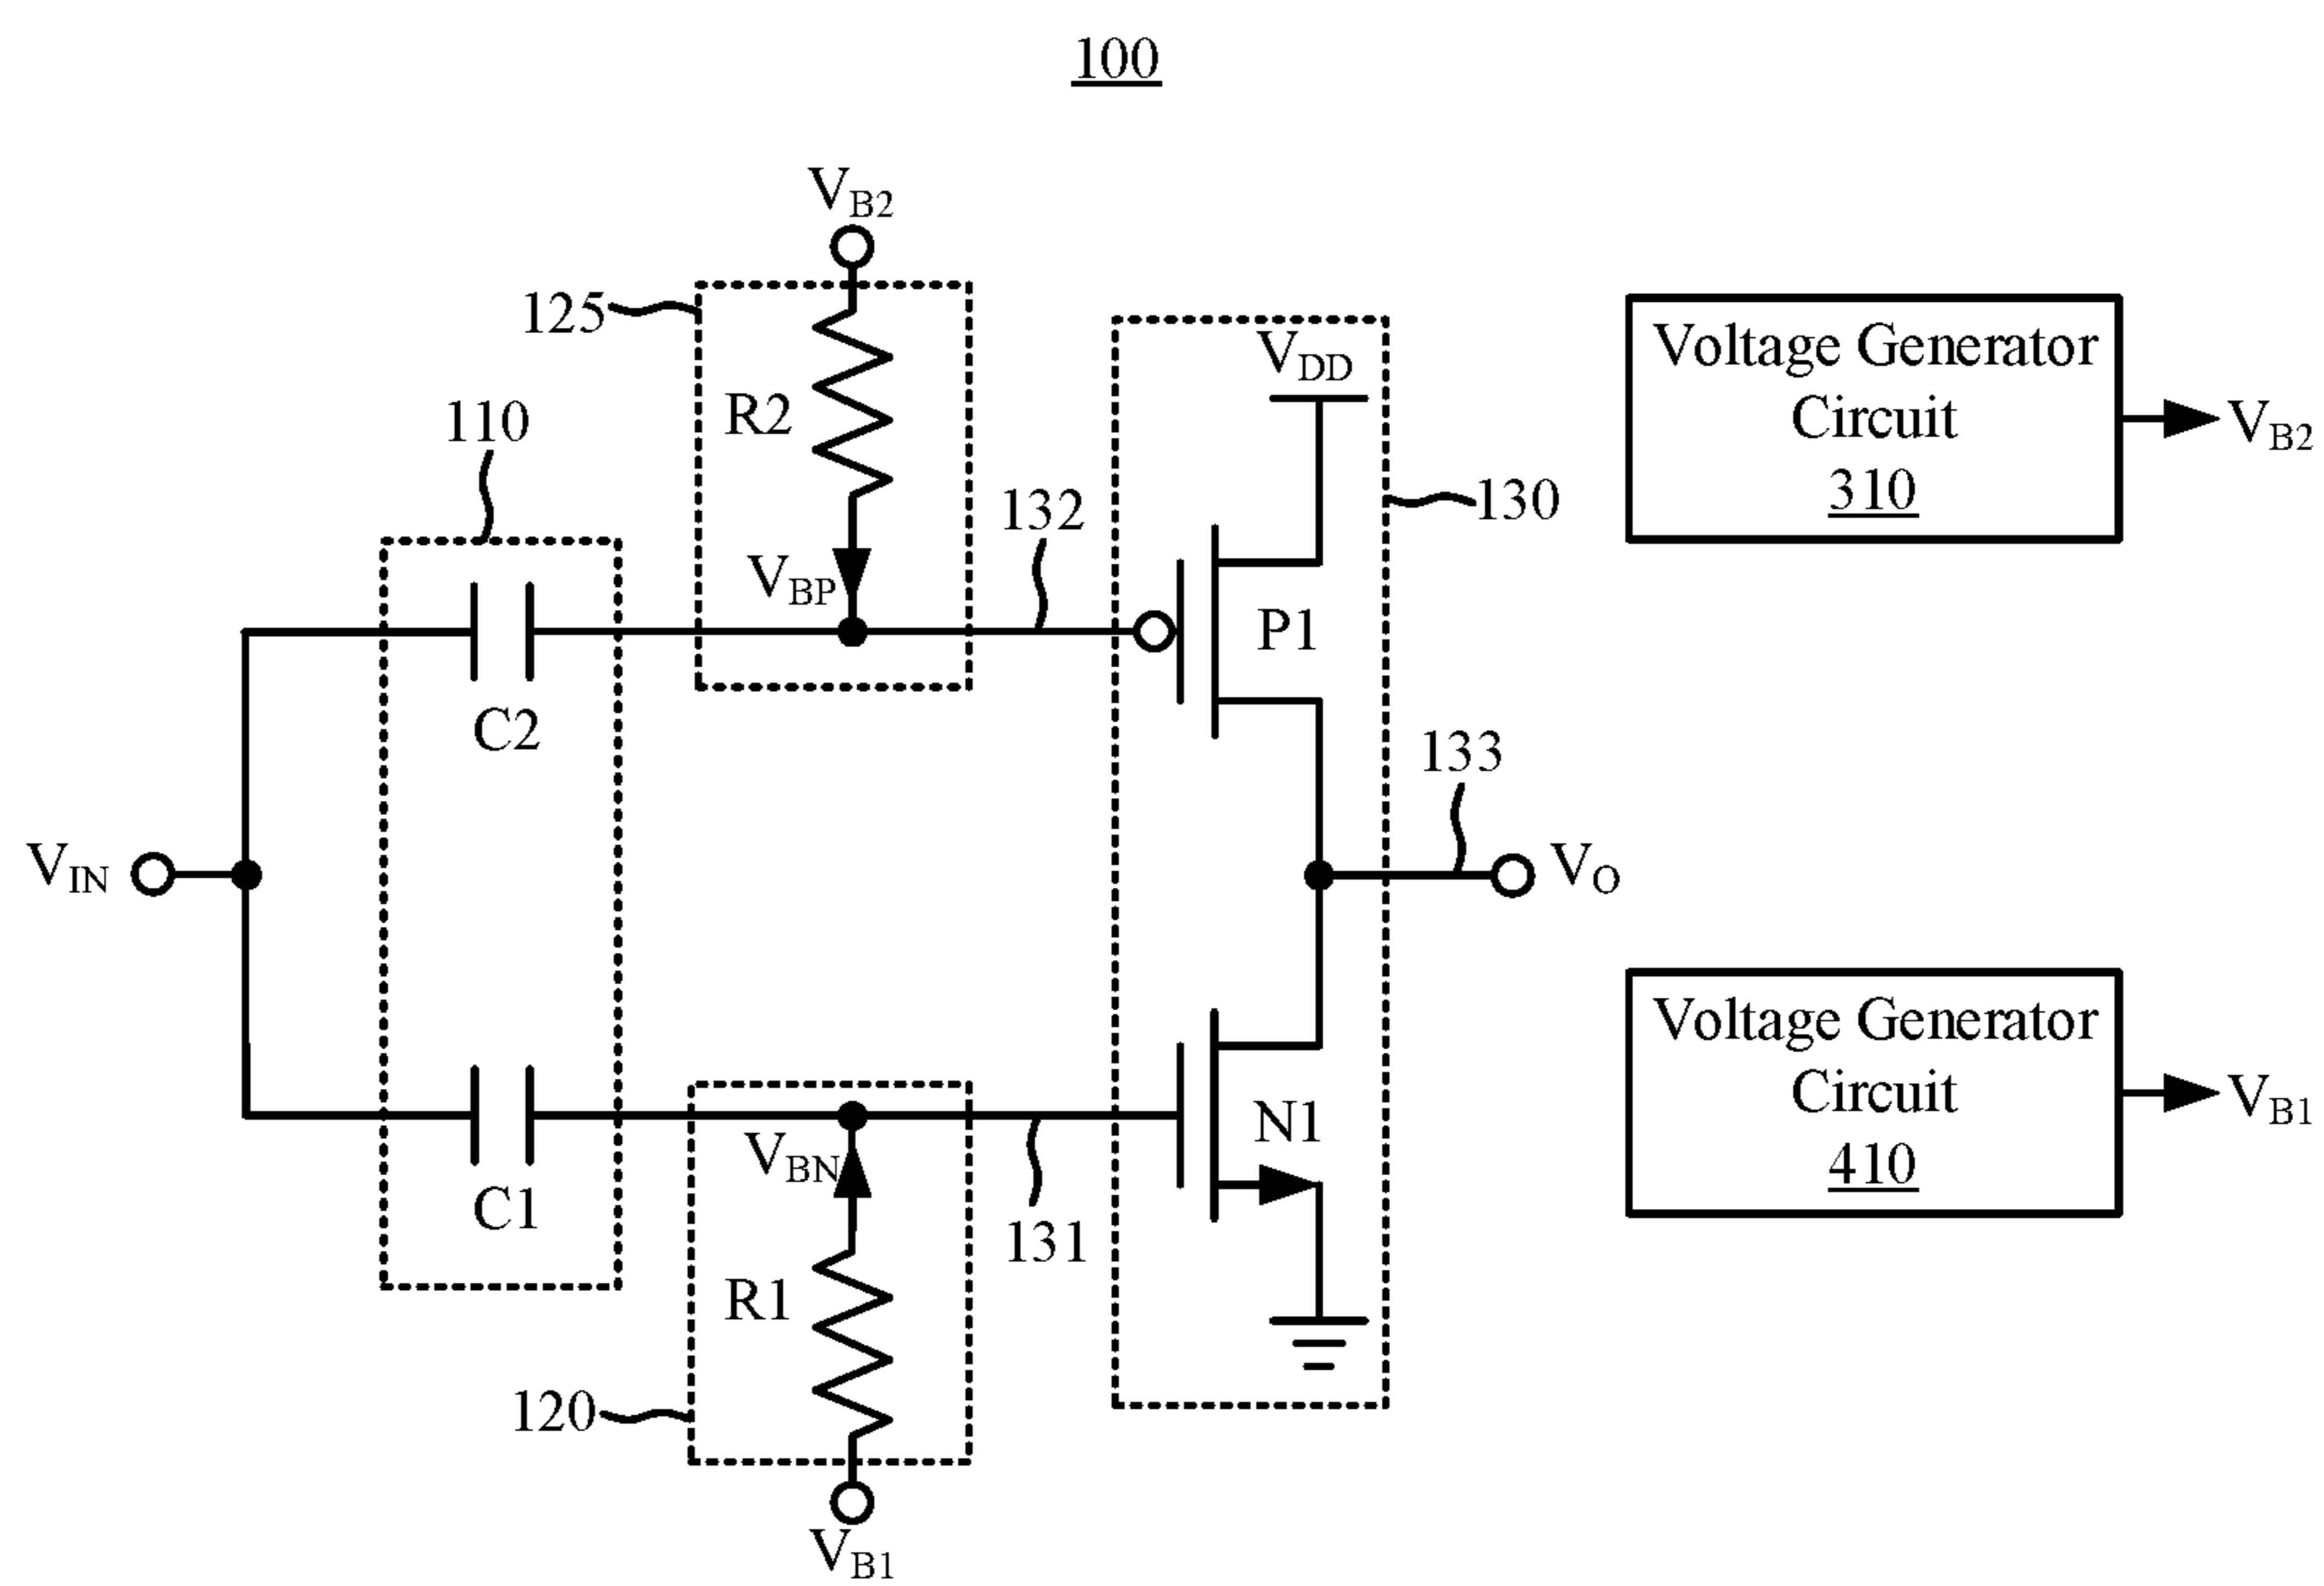 100
VB2
125
R2
VBP
110
C2
132
VDD
P1
130
Voltage Generator
Circuit
310
VB2
133
VIN
VO
C1
VBN
131
N1
R1
120
VB1
Voltage Generator
Circuit
410
VB1